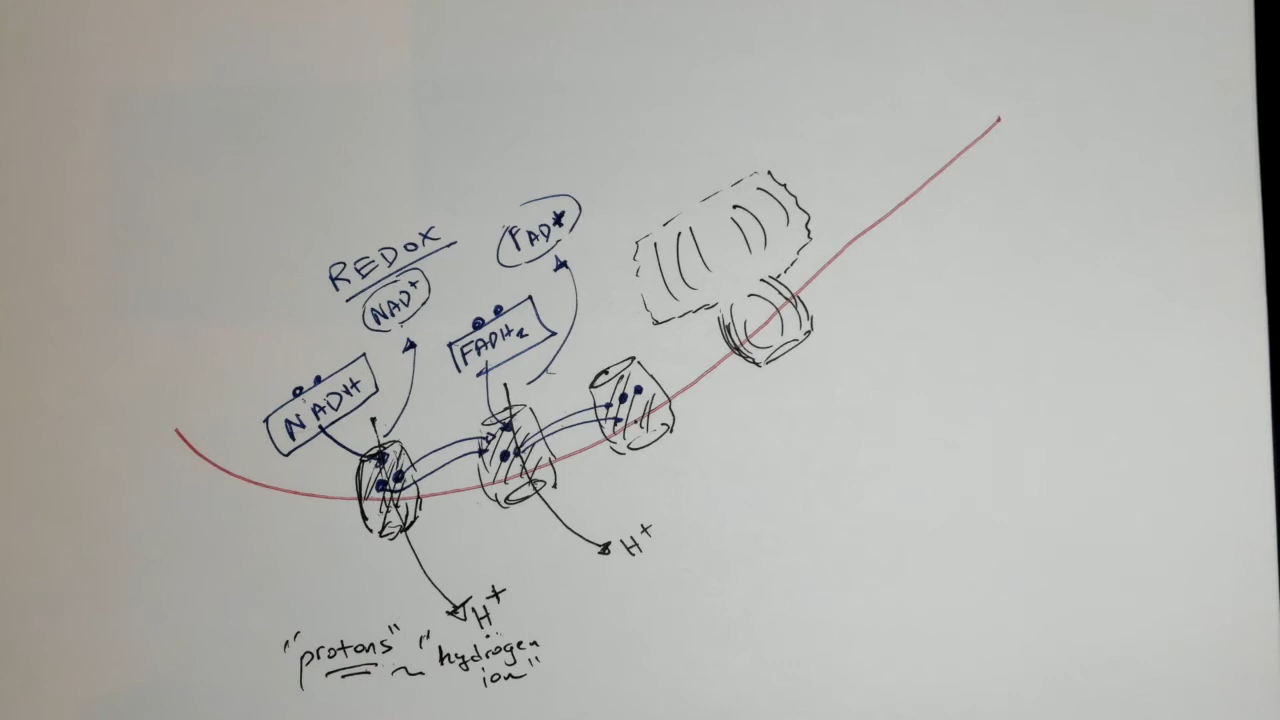 REDOX
NAD+
FAD+
NADH
FADH2
H+
H+
"protons" ~ "hydrogen
ion"